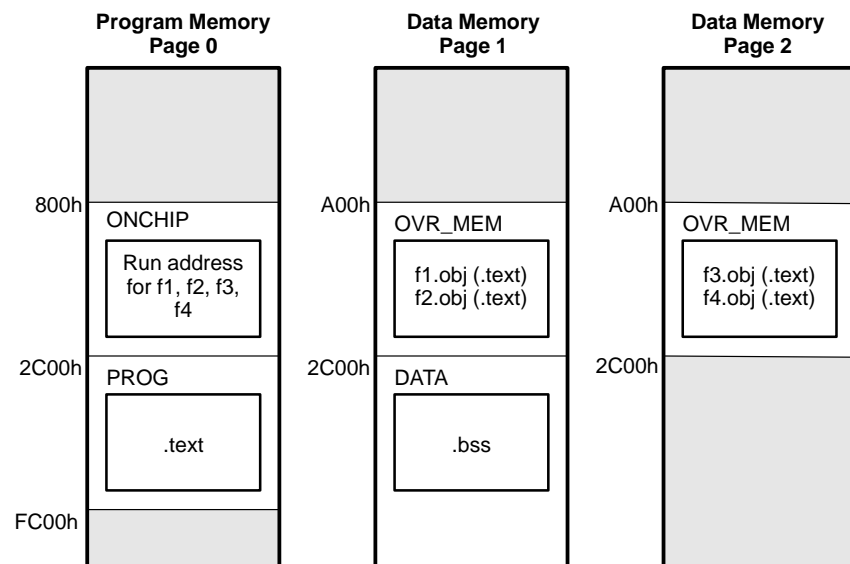 Program Memory
Page 0
800h
ONCHIP
Run address
for f1, f2, f3,
f4
2C00h
PROG
.text
FC00h
Data Memory
Page 1
A00h
OVR_MEM
f1.obj (.text)
f2.obj (.text)
2C00h
DATA
.bss
Data Memory
Page 2
A00h
OVR_MEM
f3.obj (.text)
f4.obj (.text)
2C00h